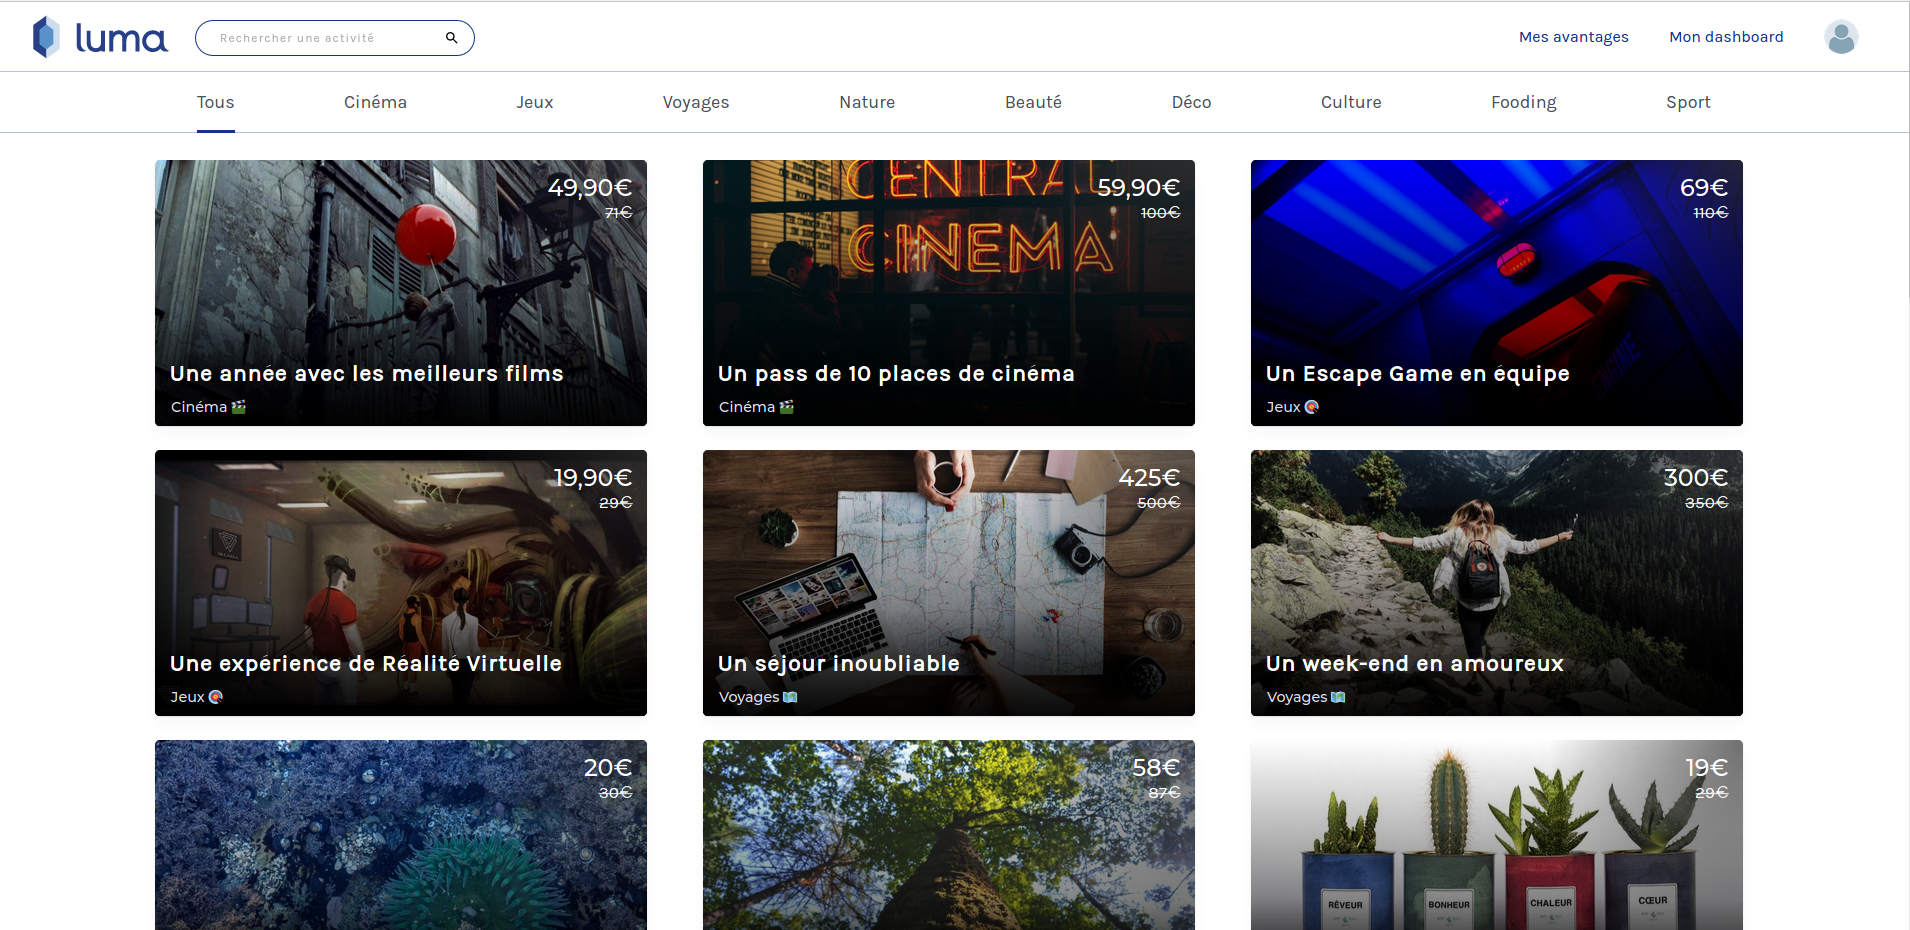 luma
Rechercher une activité
Mes avantages
Mon dashboard
Tous
Cinéma
Jeux
Voyages
Nature
Beauté
Déco
Culture
Fooding
Sport
49,90€
71€
Une année avec les meilleurs films
Cinéma
CENTRAL
CINEMA
59,90€
100€
Un pass de 10 places de cinéma
Cinéma
69€
110€
Un Escape Game en équipe
Jeux
19,90€
29€
Une expérience de Réalité Virtuelle
Jeux
425€
500€
Un séjour inoubliable
Voyages
300€
350€
Un week-end en amoureux
Voyages
20€
30€
58€
87€
19€
29€
RÊVEUR
BONHEUR
CHALEUR
CŒUR